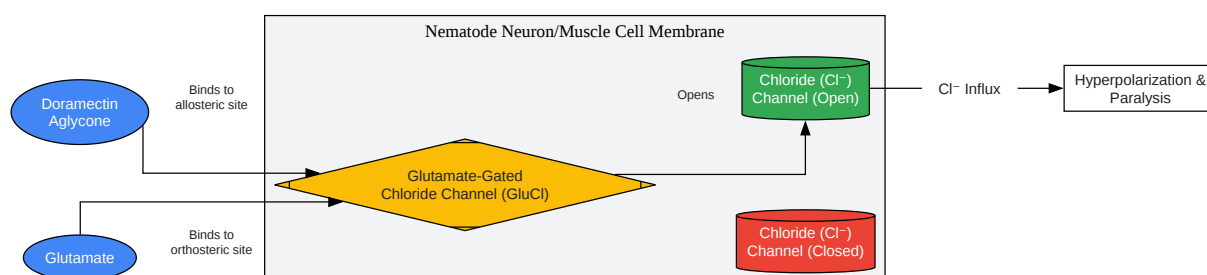 Nematode Neuron/Muscle Cell Membrane
Doramectin
Aglycone
Binds to
allosteric site
Glutamate-Gated
Chloride Channel (GluCl)
Opens
Chloride (Cl⁻)
Channel (Open)
Cl⁻ Influx
Hyperpolarization &
Paralysis
Glutamate
Binds to
orthosteric site
Chloride (Cl⁻)
Channel (Closed)